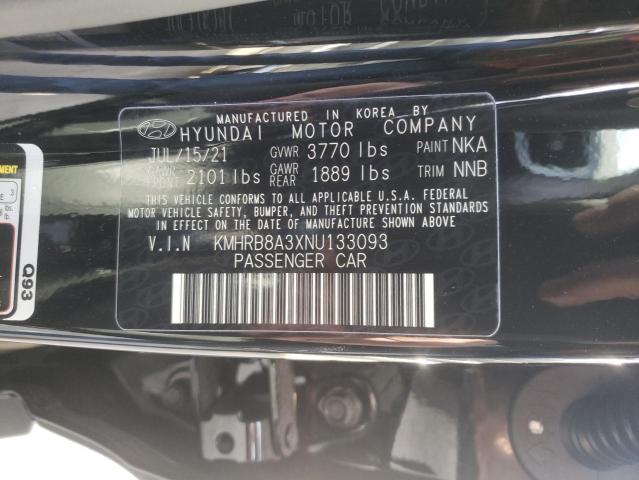 MANUFACTURED IN KOREA BY
HYUNDAI MOTOR COMPANY
JUL/15/21 GVWR 3770 lbs PAINT NKA
2101 lbs GAWR REAR 1889 lbs TRIM NNB
THIS VEHICLE CONFORMS TO ALL APPLICABLE U.S.A. FEDERAL
MOTOR VEHICLE SAFETY, BUMPER, AND THEFT PREVENTION STANDARDS
IN EFFECT ON THE DATE OF MANUFACTURE SHOWN ABOVE
V.I.N KMHRB8A3XNU133093
PASSENGER CAR
Q93
3